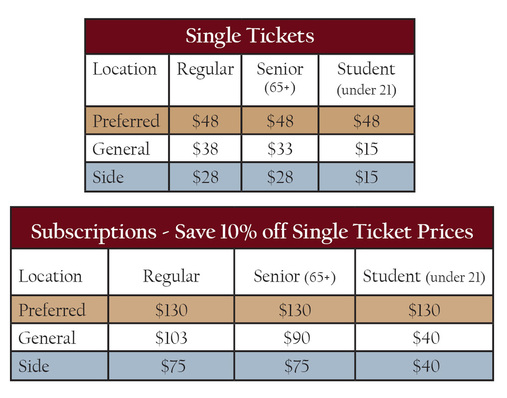 Single Tickets
Location Regular Senior (65+) Student (under 21)
Preferred $48 $48 $48
General $38 $33 $15
Side $28 $28 $15
Subscriptions - Save 10% off Single Ticket Prices
Location Regular Senior (65+) Student (under 21)
Preferred $130 $130 $130
General $103 $90 $40
Side $75 $75 $40